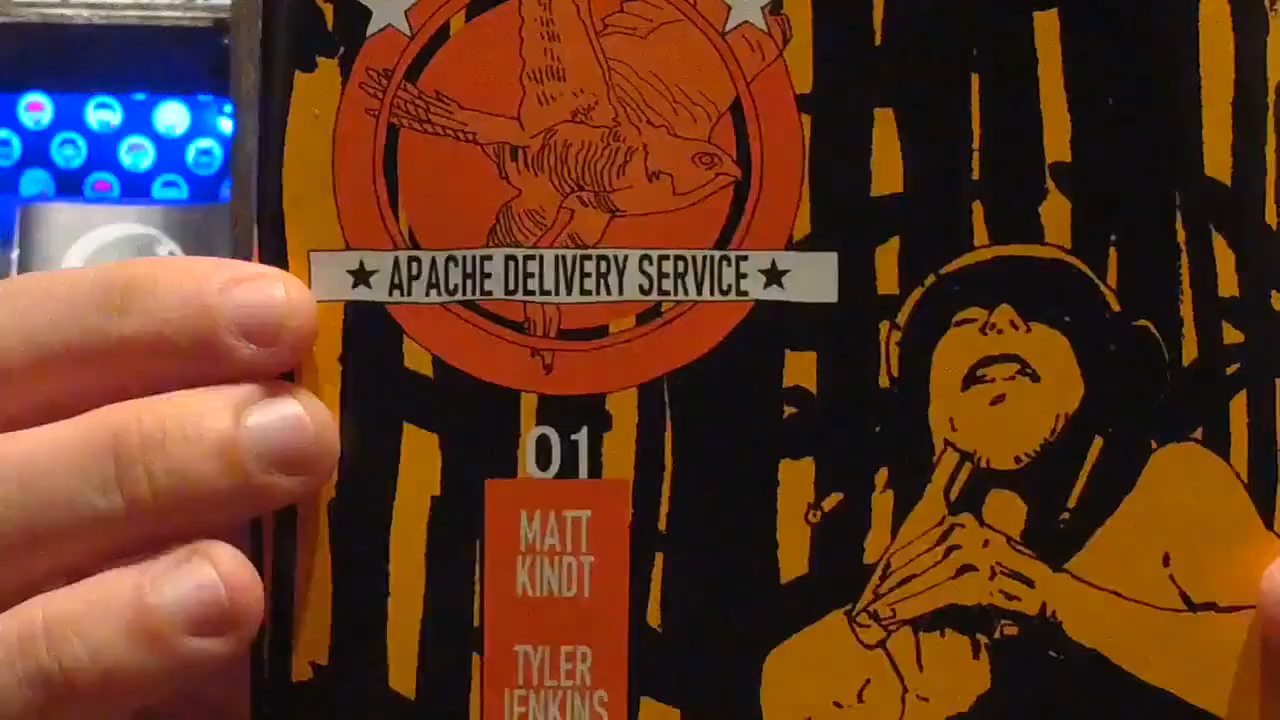 ★ APACHE DELIVERY SERVICE ★
01
MATT
KINDT
TYLER
JENKINS